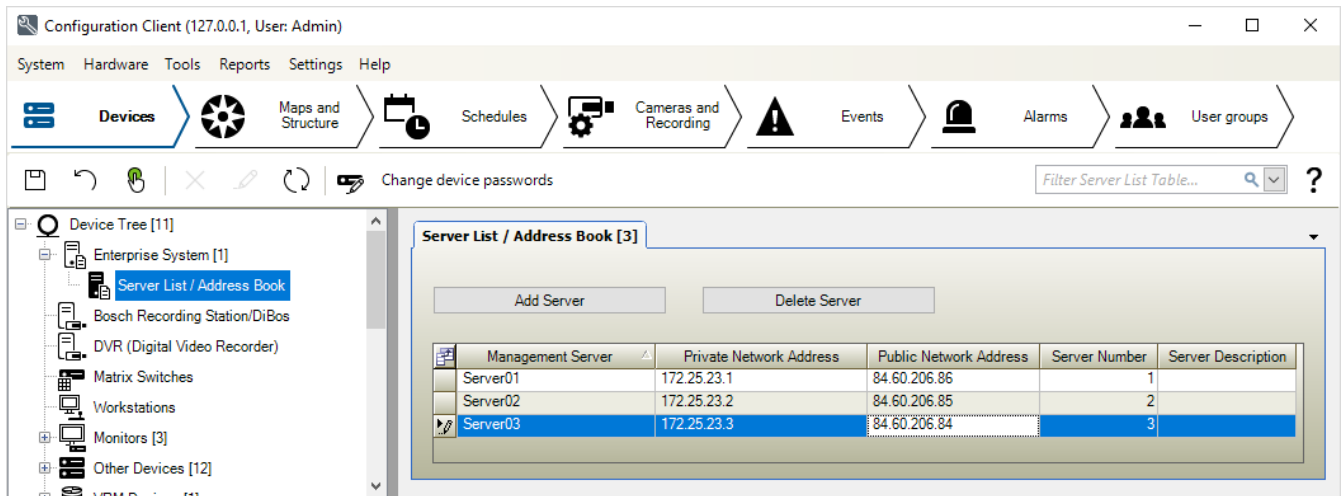 Configuration Client (127.0.0.1, User: Admin)
System Hardware Tools Reports Settings Help
Devices
Maps and
Structure
Schedules
Cameras and
Recording
Events
Alarms
User groups
Change device passwords
Filter Server List Table...
?
Device Tree [11]
Enterprise System [1]
Server List / Address Book
Bosch Recording Station/DiBos
DVR (Digital Video Recorder)
Matrix Switches
Workstations
Monitors [3]
Other Devices [12]
VRM Devices [1]
Server List / Address Book [3]
Add Server Delete Server
Management Server Private Network Address Public Network Address Server Number Server Description
Server01 172.25.23.1 84.60.206.86 1
Server02 172.25.23.2 84.60.206.85 2
Server03 172.25.23.3 84.60.206.84 3